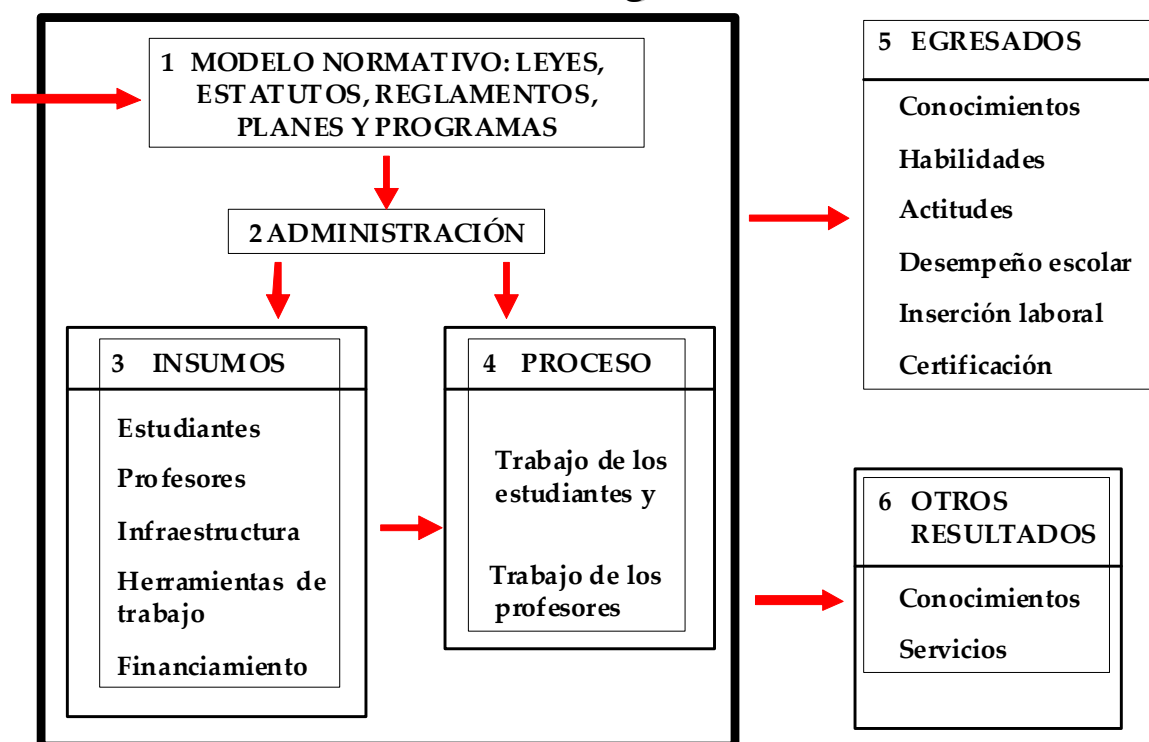 1 MODELO NORMATIVO: LEYES,
ESTATUTOS, REGLAMENTOS,
PLANES Y PROGRAMAS
2 ADMINISTRACIÓN
3 INSUMOS
Estudiantes
Profesores
Infraestructura
Herramientas de
trabajo
Financiamiento
4 PROCESO
Trabajo de los
estudiantes y
Trabajo de los
profesores
5 EGRESADOS
Conocimientos
Habilidades
Actitudes
Desempeño escolar
Inserción laboral
Certificación
6 OTROS
RESULTADOS
Conocimientos
Servicios